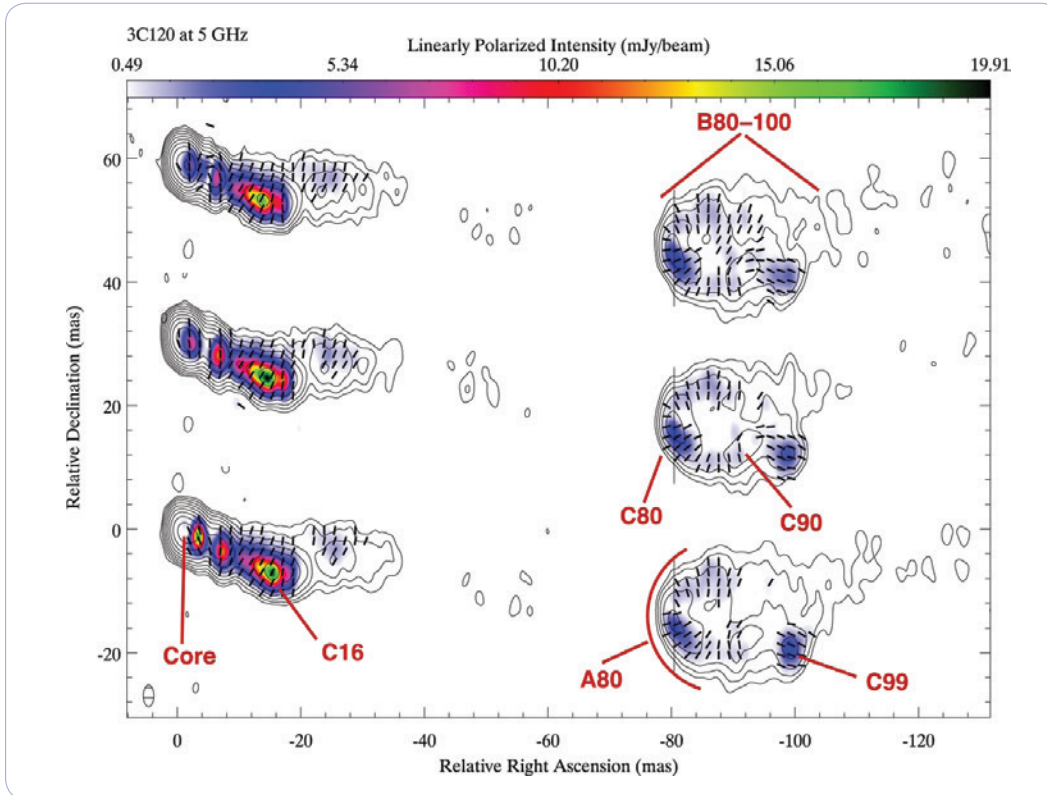 3C120 at 5 GHz
Linearly Polarized Intensity (mJy/beam)
0.49 5.34 10.20 15.06 19.91
B80–100
60
40
20
0
-20
Relative Declination (mas)
C80
C90
Core
C16
A80
C99
0 -20 -40 -60 -80 -100 -120
Relative Right Ascension (mas)